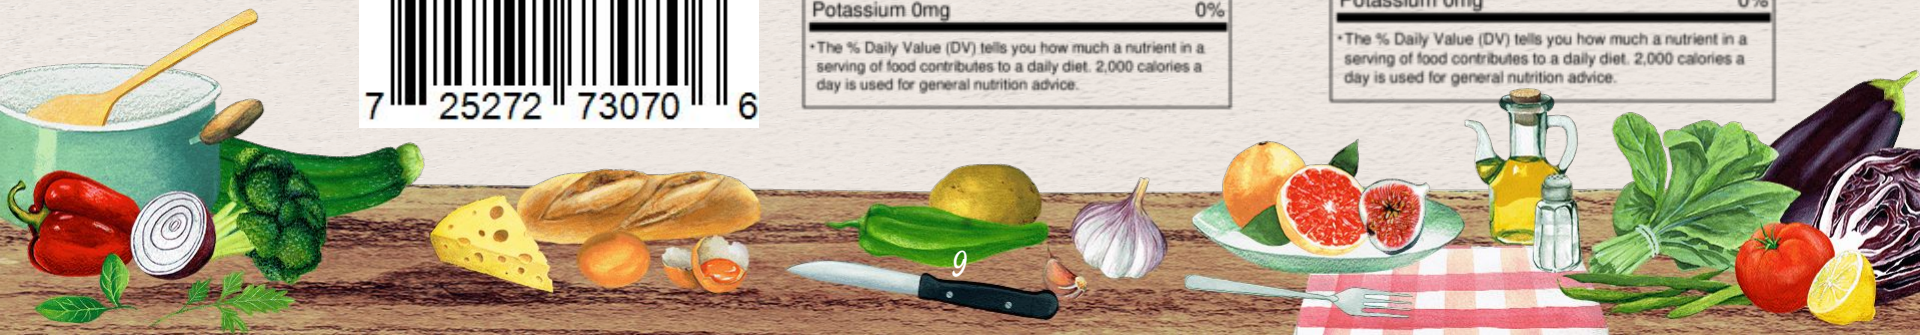 7 25272 73070 6
Potassium 0mg 0%
*The % Daily Value (DV) tells you how much a nutrient in a
serving of food contributes to a daily diet. 2,000 calories a
day is used for general nutrition advice.
Potassium 0mg 0%
*The % Daily Value (DV) tells you how much a nutrient in a
serving of food contributes to a daily diet. 2,000 calories a
day is used for general nutrition advice.
9